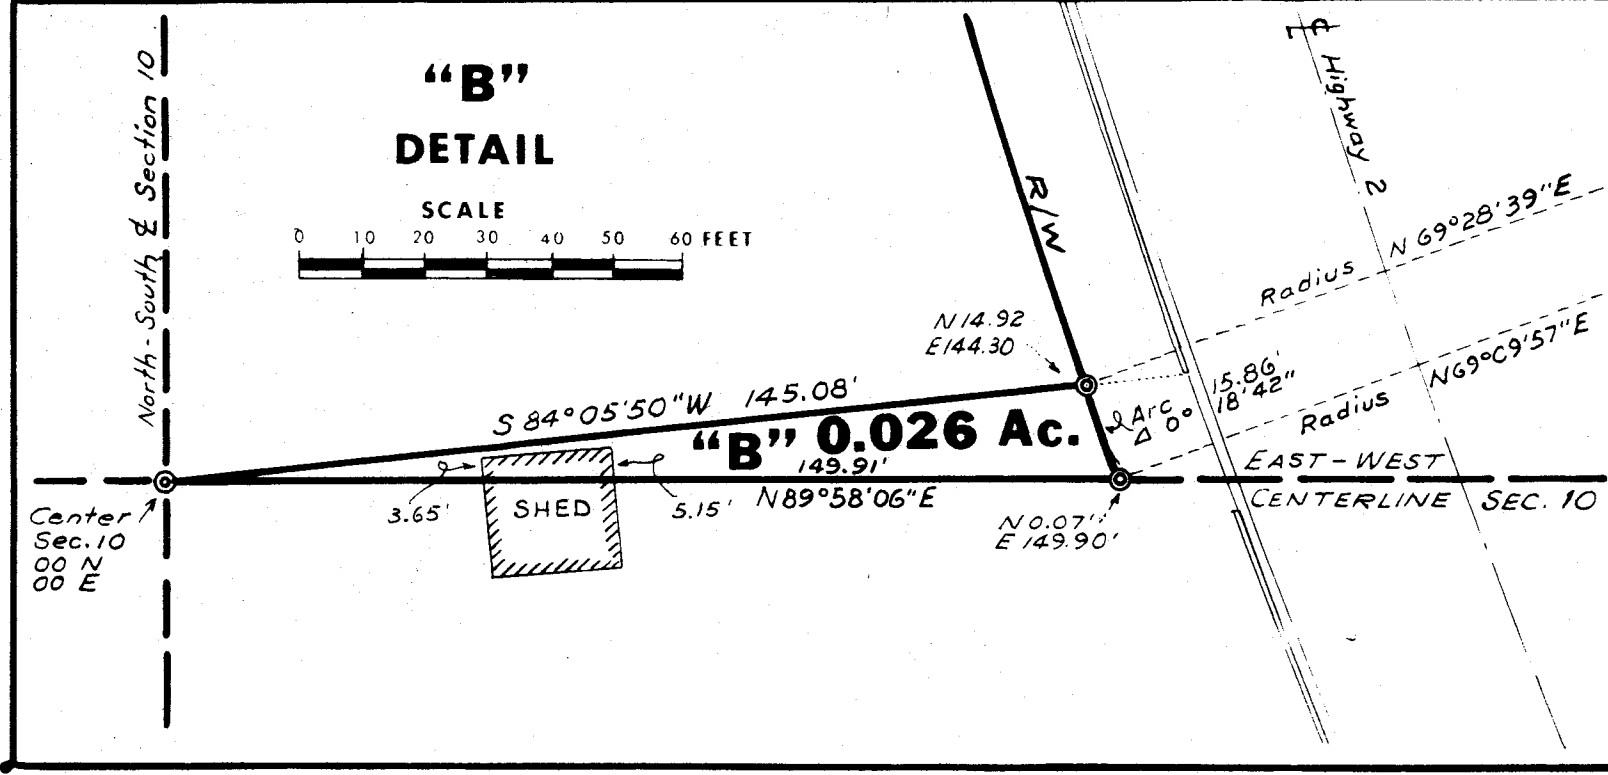 "B"
DETAIL
SCALE
0 10 20 30 40 50 60 FEET
North-South ℄ Section 10
R/W
℄ Highway 2
N 69°28'39"E
Radius
N 14.92
E 144.30
S 84°05'50"W 145.08'
15.86'
Arc
Δ 0° 18'42"
N69°09'57"E
Radius
"B" 0.026 Ac.
149.91'
N89°58'06"E
EAST-WEST
CENTERLINE SEC. 10
3.65'
SHED
5.15'
N 0.07'
E 149.90'
Center
Sec.10
00 N
00 E